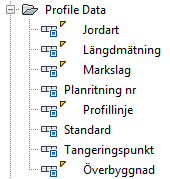 Profile Data
Jordart
Längdmätning
Markslag
Planritning nr
Profillinje
Standard
Tangeringspunkt
Överbyggnad